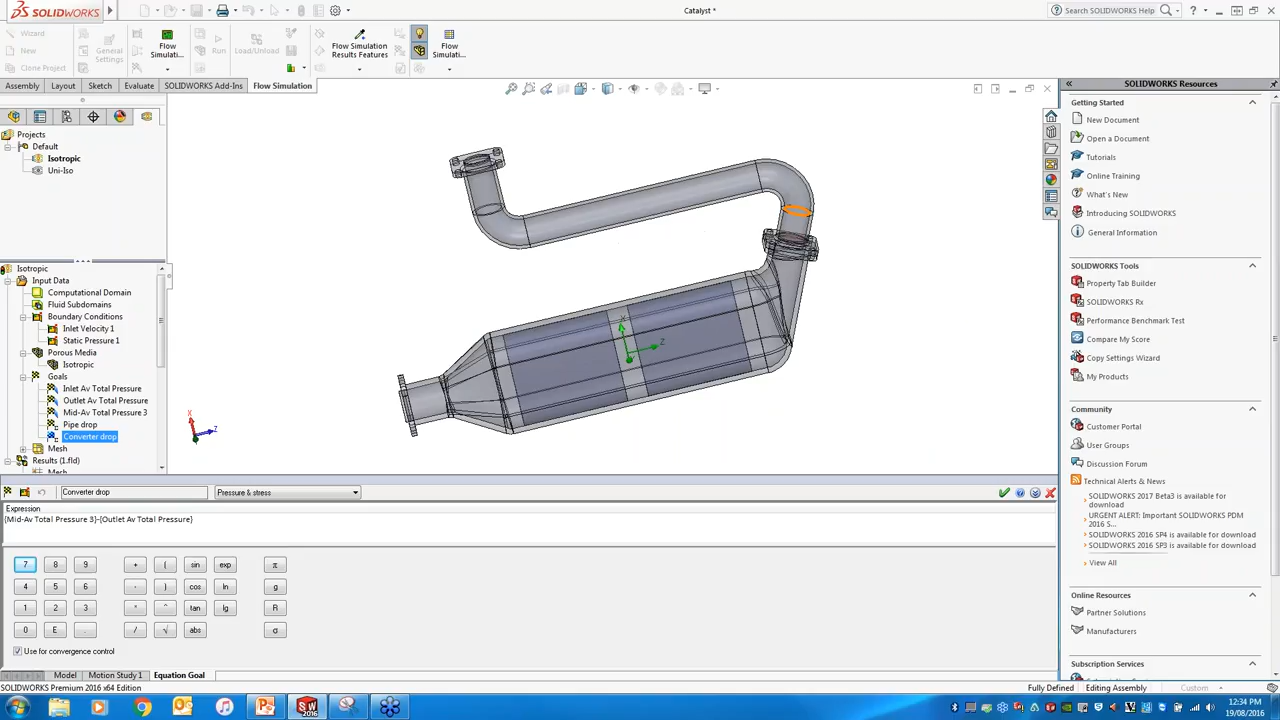 SOLIDWORKS
Catalyst *
Search SOLIDWORKS Help
Wizard
New
Clone Project
General
Settings
Flow
Simulati...
Run
Load/Unload
Flow Simulation
Results Features
Flow
Simulati...
Assembly
Layout
Sketch
Evaluate
SOLIDWORKS Add-Ins
Flow Simulation
Projects
Default
Isotropic
Uni-Iso
Isotropic
Input Data
Computational Domain
Fluid Subdomains
Boundary Conditions
Inlet Velocity 1
Static Pressure 1
Porous Media
Isotropic
Goals
Inlet Av Total Pressure
Outlet Av Total Pressure
Mid-Av Total Pressure 3
Pipe drop
Converter drop
Mesh
Results (1.fld)
Mesh
X
Z
X
Z
SOLIDWORKS Resources
Getting Started
New Document
Open a Document
Tutorials
Online Training
What's New
Introducing SOLIDWORKS
General Information
SOLIDWORKS Tools
Property Tab Builder
SOLIDWORKS Rx
Performance Benchmark Test
Compare My Score
Copy Settings Wizard
My Products
Community
Customer Portal
User Groups
Discussion Forum
Technical Alerts & News
SOLIDWORKS 2017 Beta3 is available for
download
URGENT ALERT: Important SOLIDWORKS PDM
2016 S...
SOLIDWORKS 2016 SP4 is available for download
SOLIDWORKS 2016 SP3 is available for download
View All
Online Resources
Partner Solutions
Manufacturers
Subscription Services
Converter drop
Pressure & stress
Expression
{Mid-Av Total Pressure 3}-{Outlet Av Total Pressure}
7 8 9 + ( sin exp π
4 5 6 - ) cos ln g
1 2 3 * ^ tan lg R
0 E . / √ abs σ
Use for convergence control
Model
Motion Study 1
Equation Goal
SOLIDWORKS Premium 2016 x64 Edition
Fully Defined
Editing Assembly
Custom
12:34 PM
19/08/2016